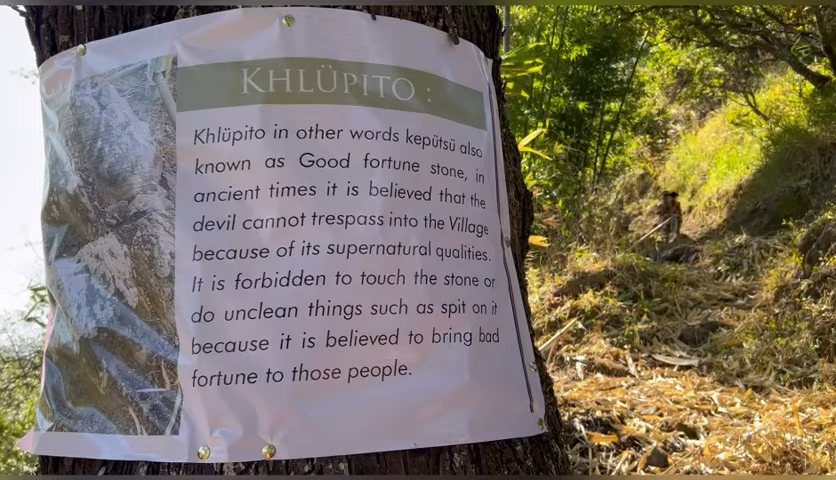 KHLÜPITO :
Khlüpito in other words kepütsü also
known as Good fortune stone, in
ancient times it is believed that the
devil cannot trespass into the Village
because of its supernatural qualities.
It is forbidden to touch the stone or
do unclean things such as spit on it
because it is believed to bring bad
fortune to those people.